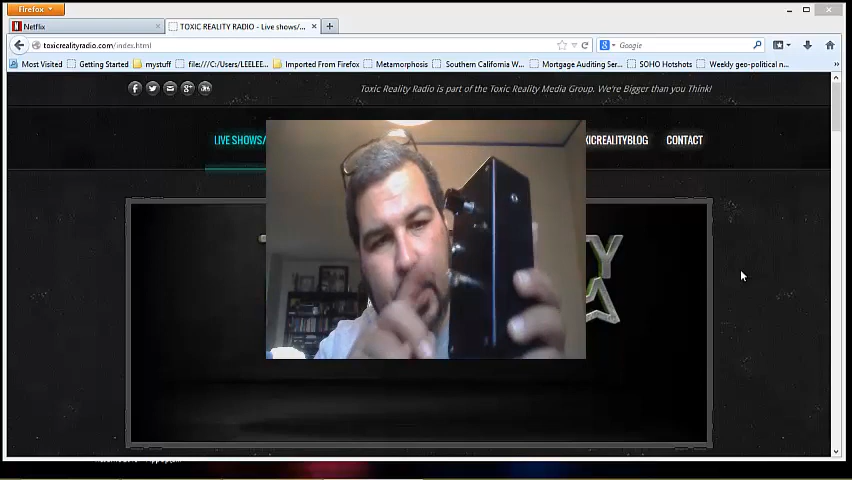 Firefox
Netflix
TOXIC REALITY RADIO - Live shows/...
toxicrealityradio.com/index.html
Google
Most Visited
Getting Started
mystuff
file:///C:/Users/LEELEE...
Imported From Firefox
Metamorphosis
Southern California W...
Mortgage Auditing Ser...
SOHO Hotshots
Weekly geo-political n...
Toxic Reality Radio is part of the Toxic Reality Media Group. We're Bigger than you Think!
LIVE SHOWS/
XICREALITYBLOG
CONTACT
TY
A